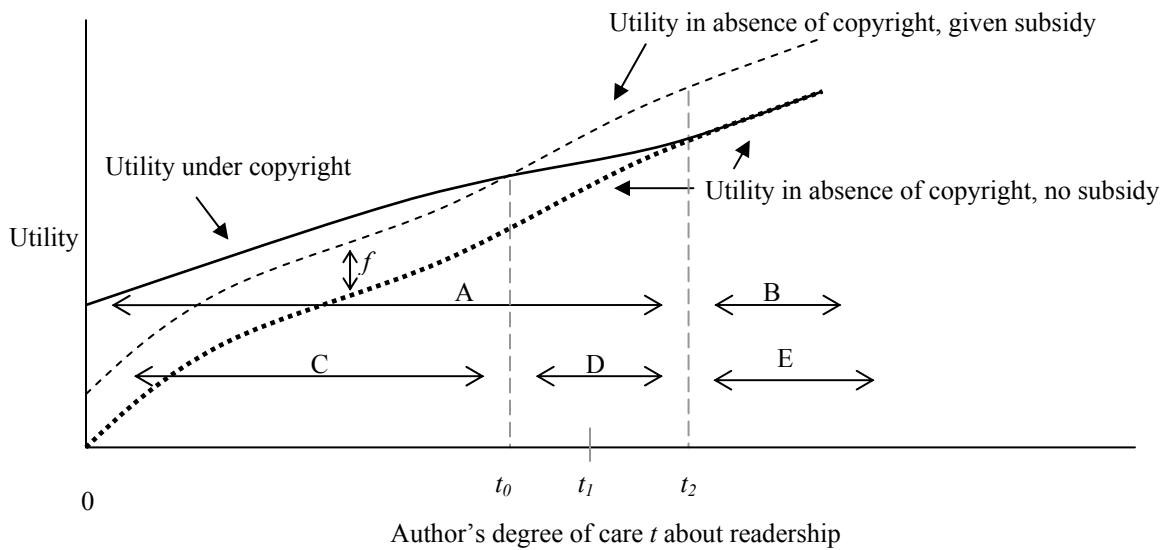 Utility in absence of copyright, given subsidy
Utility under copyright
Utility in absence of copyright, no subsidy
Utility
f
A
B
C
D
E
0
t0
t1
t2
Author's degree of care t about readership